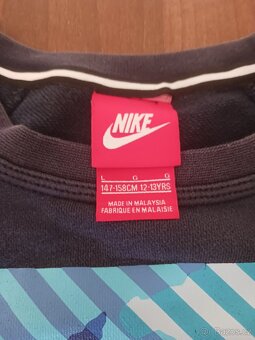 NIKE
L G G
147-158CM 12-13YRS
MADE IN MALAYSIA
FABRIQUE EN MALAISIE